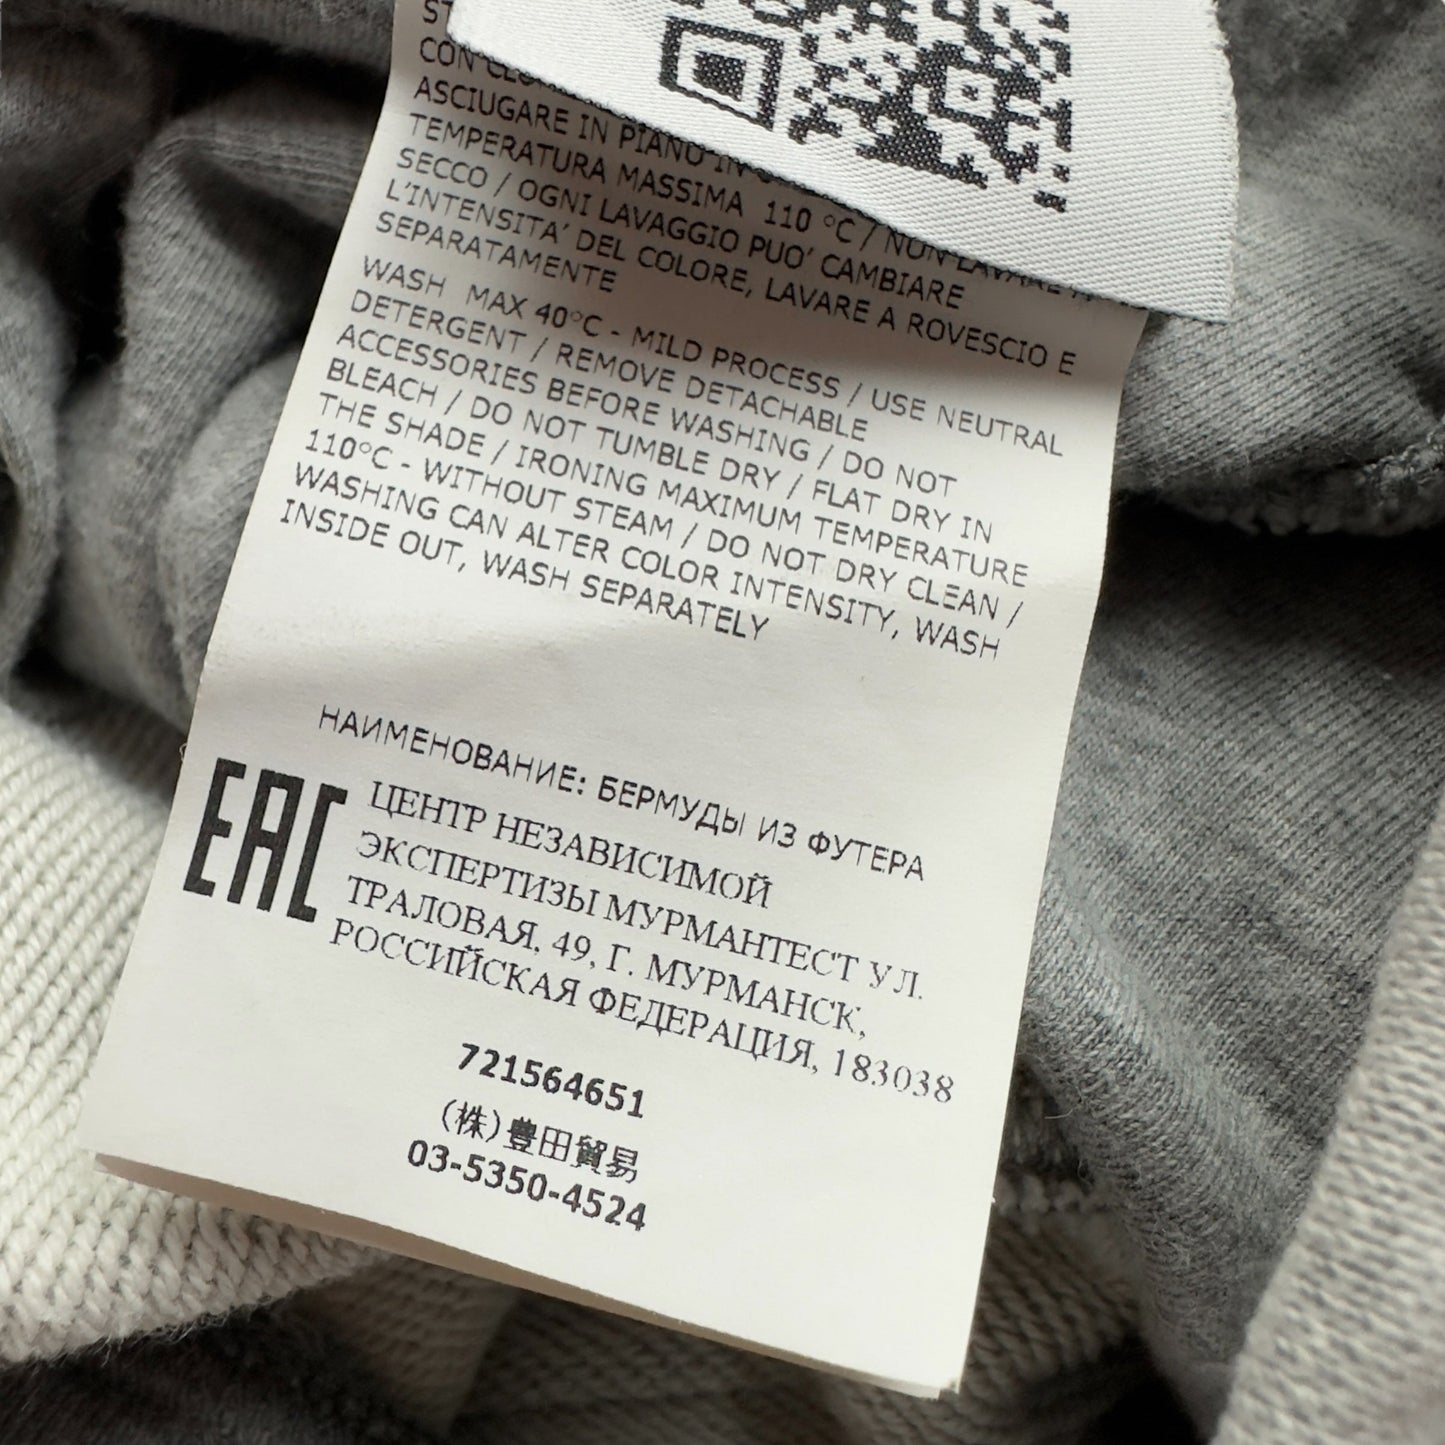 ASCIUGARE IN PIANO
TEMPERATURA MASSIMA 110 °C / NON LAVARE A
SECCO / OGNI LAVAGGIO PUO' CAMBIARE
L'INTENSITA' DEL COLORE, LAVARE A ROVESCIO E
SEPARATAMENTE
WASH MAX 40°C - MILD PROCESS / USE NEUTRAL
DETERGENT / REMOVE DETACHABLE
ACCESSORIES BEFORE WASHING / DO NOT
BLEACH / DO NOT TUMBLE DRY / FLAT DRY IN
THE SHADE / IRONING MAXIMUM TEMPERATURE
110°C - WITHOUT STEAM / DO NOT DRY CLEAN /
WASHING CAN ALTER COLOR INTENSITY, WASH
INSIDE OUT, WASH SEPARATELY
НАИМЕНОВАНИЕ: БЕРМУДЫ ИЗ ФУТЕРА
EAC
ЦЕНТР НЕЗАВИСИМОЙ
ЭКСПЕРТИЗЫ МУРМАНТЕСТ УЛ.
ТРАЛОВАЯ, 49, Г. МУРМАНСК,
РОССИЙСКАЯ ФЕДЕРАЦИЯ, 183038
721564651
(株)豊田貿易
03-5350-4524